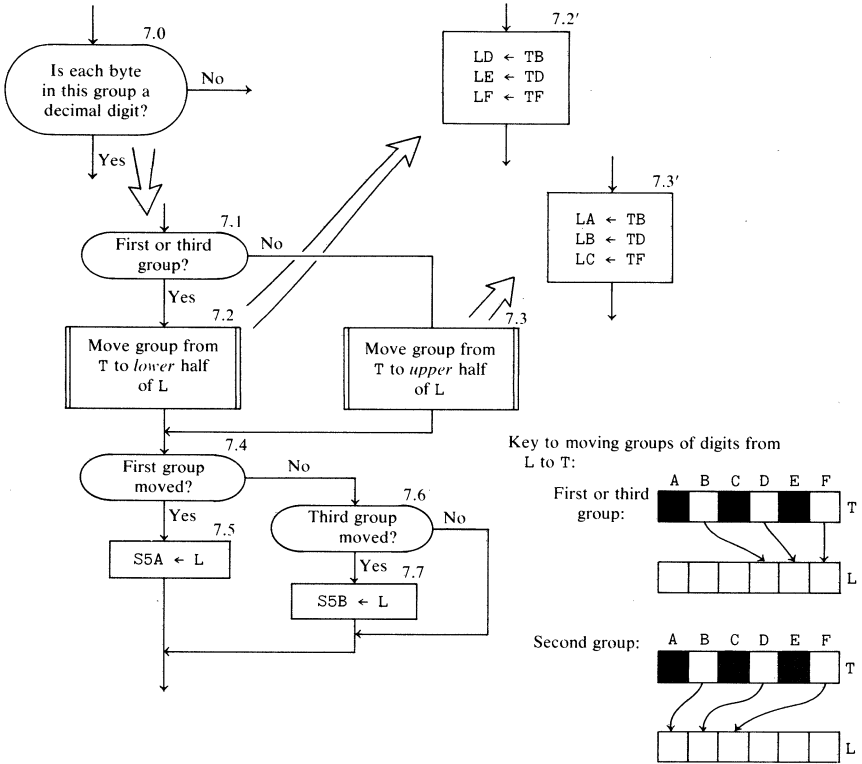 7.0
Is each byte
in this group a
decimal digit?
No
Yes
7.1
First or third
group?
No
Yes
7.2
Move group from
T to lower half
of L
7.3
Move group from
T to upper half
of L
7.4
First group
moved?
No
Yes
7.5
S5A ← L
7.6
Third group
moved?
No
Yes
7.7
S5B ← L
7.2′
LD ← TB
LE ← TD
LF ← TF
7.3′
LA ← TB
LB ← TD
LC ← TF
Key to moving groups of digits from
L to T:
First or third
group:
A B C D E F
T
L
Second group:
A B C D E F
T
L